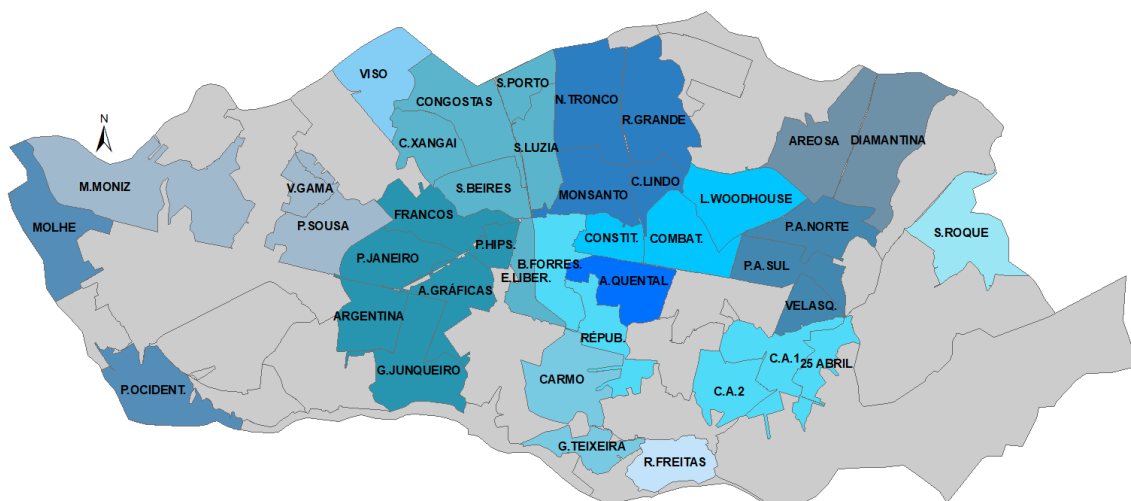 VISO
S.PORTO
CONGOSTAS
N.TRONCO
N
R.GRANDE
C.XANGAI
AREOSA
DIAMANTINA
S.LUZIA
M.MONIZ
V.GAMA
S.BEIRES
MONSANTO
C.LINDO
L.WOODHOUSE
FRANCOS
MOLHE
P.SOUSA
P.A.NORTE
S.ROQUE
P.HIPS.
CONSTIT.
COMBAT.
P.JANEIRO
B.FORRES.
P.A.SUL
E.LIBER.
A.QUENTAL
A.GRÁFICAS
VELASQ.
ARGENTINA
RÉPUB.
C.A.1
25 ABRIL
G.JUNQUEIRO
CARMO
P.OCIDENT.
C.A.2
G.TEIXEIRA
R.FREITAS